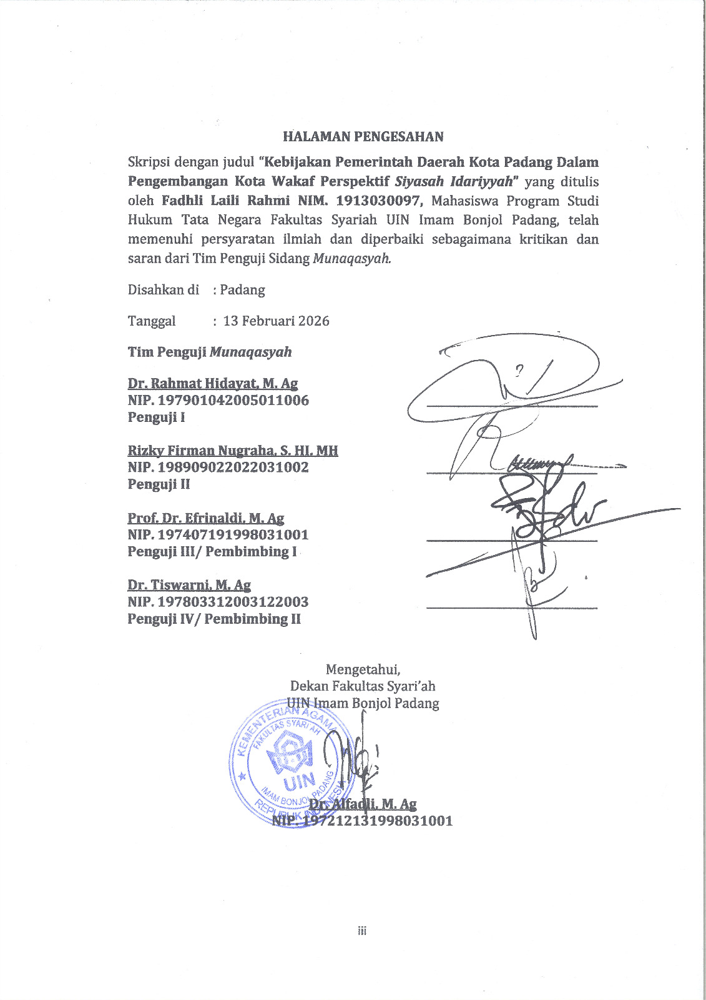 HALAMAN PENGESAHAN
Skripsi dengan judul "Kebijakan Pemerintah Daerah Kota Padang Dalam
Pengembangan Kota Wakaf Perspektif Siyasah Idariyyah" yang ditulis
oleh Fadhli Laili Rahmi NIM. 1913030097, Mahasiswa Program Studi
Hukum Tata Negara Fakultas Syariah UIN Imam Bonjol Padang, telah
memenuhi persyaratan ilmiah dan diperbaiki sebagaimana kritikan dan
saran dari Tim Penguji Sidang Munaqasyah.
Disahkan di : Padang
Tanggal : 13 Februari 2026
Tim Penguji Munaqasyah
Dr. Rahmat Hidayat, M. Ag
NIP. 197901042005011006
Penguji I
Rizky Firman Nugraha, S. HI. MH
NIP. 198909022022031002
Penguji II
Prof. Dr. Efrinaldi, M. Ag
NIP. 197407191998031001
Penguji III/ Pembimbing I
Dr. Tiswarni, M. Ag
NIP. 197803312003122003
Penguji IV/ Pembimbing II
Mengetahui,
Dekan Fakultas Syari'ah
UIN Imam Bonjol Padang
KEMENTERIAN AGAMA
FAKULTAS SYARI'AH
UIN
IMAM BONJOL PADANG
REPUBLIK INDONESIA
Dr. Alfadli, M. Ag
NIP. 197212131998031001
iii